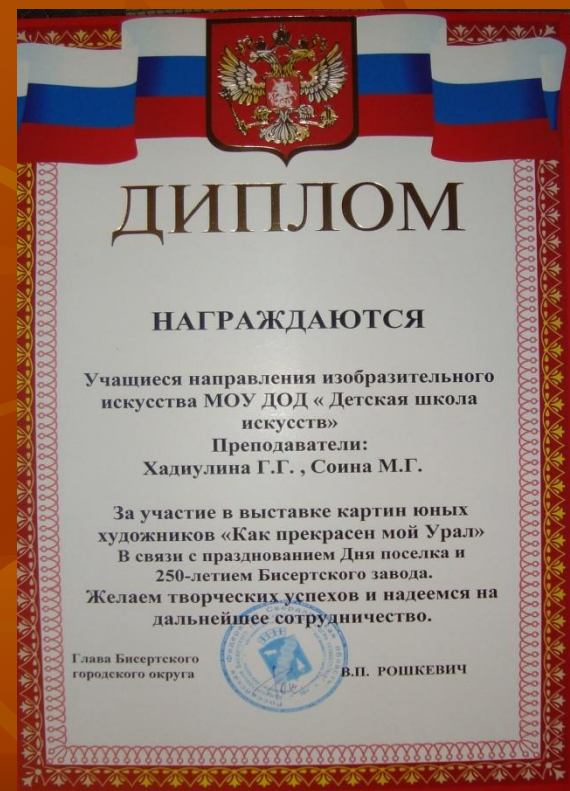 ДИПЛОМ
НАГРАЖДАЮТСЯ
Учащиеся направления изобразительного
искусства МОУ ДОД « Детская школа
искусств»
Преподаватели:
Хадиулина Г.Г. , Соина М.Г.
За участие в выставке картин юных
художников «Как прекрасен мой Урал»
В связи с празднованием Дня поселка и
250-летием Бисертского завода.
Желаем творческих успехов и надеемся на
дальнейшее сотрудничество.
Глава Бисертского
городского округа
В.П. РОШКЕВИЧ